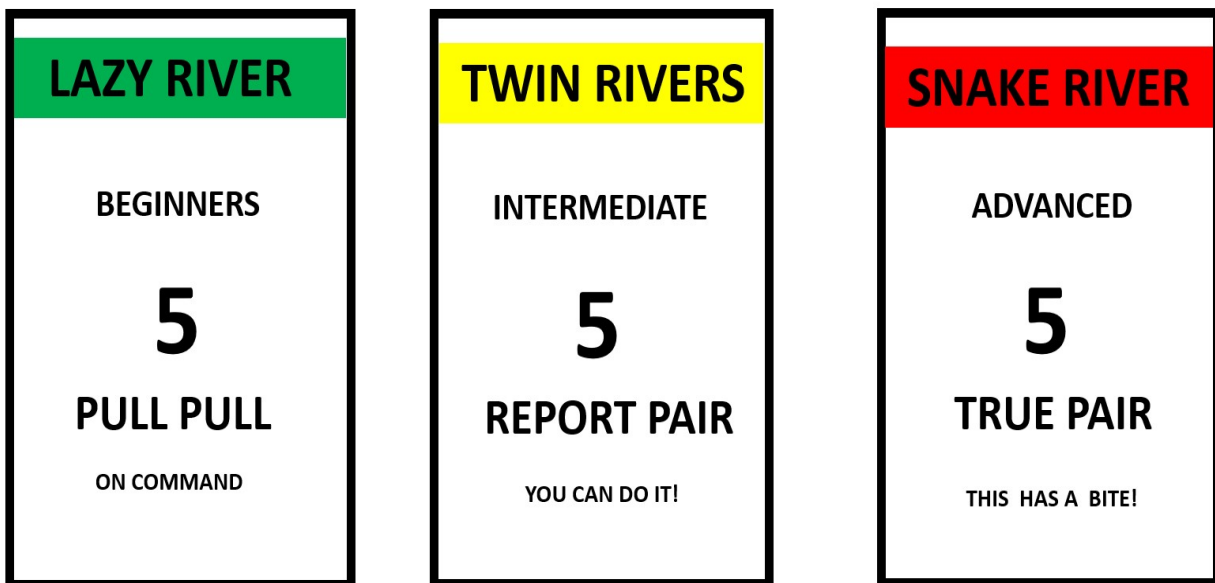 LAZY RIVER
BEGINNERS
5
PULL PULL
ON COMMAND
TWIN RIVERS
INTERMEDIATE
5
REPORT PAIR
YOU CAN DO IT!
SNAKE RIVER
ADVANCED
5
TRUE PAIR
THIS HAS A BITE!